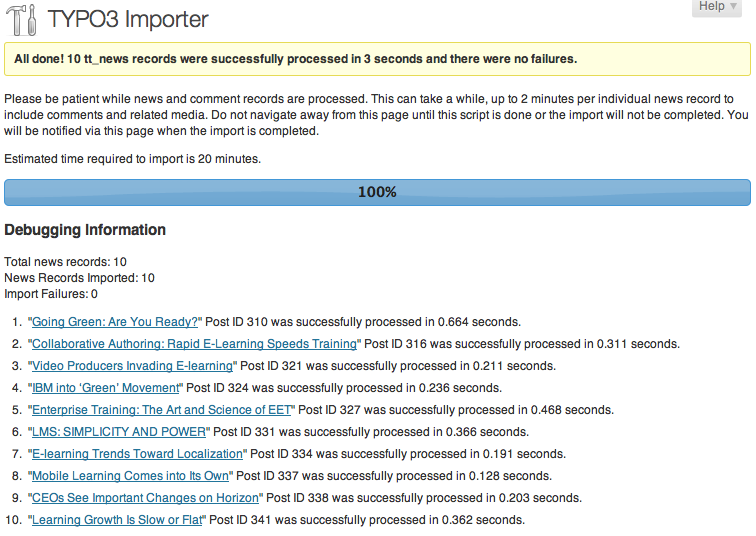 TYPO3 Importer
Help
All done! 10 tt_news records were successfully processed in 3 seconds and there were no failures.
Please be patient while news and comment records are processed. This can take a while, up to 2 minutes per individual news record to
include comments and related media. Do not navigate away from this page until this script is done or the import will not be completed. You
will be notified via this page when the import is completed.
Estimated time required to import is 20 minutes.
100%
Debugging Information
Total news records: 10
News Records Imported: 10
Import Failures: 0
1. "Going Green: Are You Ready?" Post ID 310 was successfully processed in 0.664 seconds.
2. "Collaborative Authoring: Rapid E-Learning Speeds Training" Post ID 316 was successfully processed in 0.311 seconds.
3. "Video Producers Invading E-learning" Post ID 321 was successfully processed in 0.211 seconds.
4. "IBM into ‘Green’ Movement" Post ID 324 was successfully processed in 0.236 seconds.
5. "Enterprise Training: The Art and Science of EET" Post ID 327 was successfully processed in 0.468 seconds.
6. "LMS: SIMPLICITY AND POWER" Post ID 331 was successfully processed in 0.366 seconds.
7. "E-learning Trends Toward Localization" Post ID 334 was successfully processed in 0.191 seconds.
8. "Mobile Learning Comes into Its Own" Post ID 337 was successfully processed in 0.128 seconds.
9. "CEOs See Important Changes on Horizon" Post ID 338 was successfully processed in 0.203 seconds.
10. "Learning Growth Is Slow or Flat" Post ID 341 was successfully processed in 0.362 seconds.